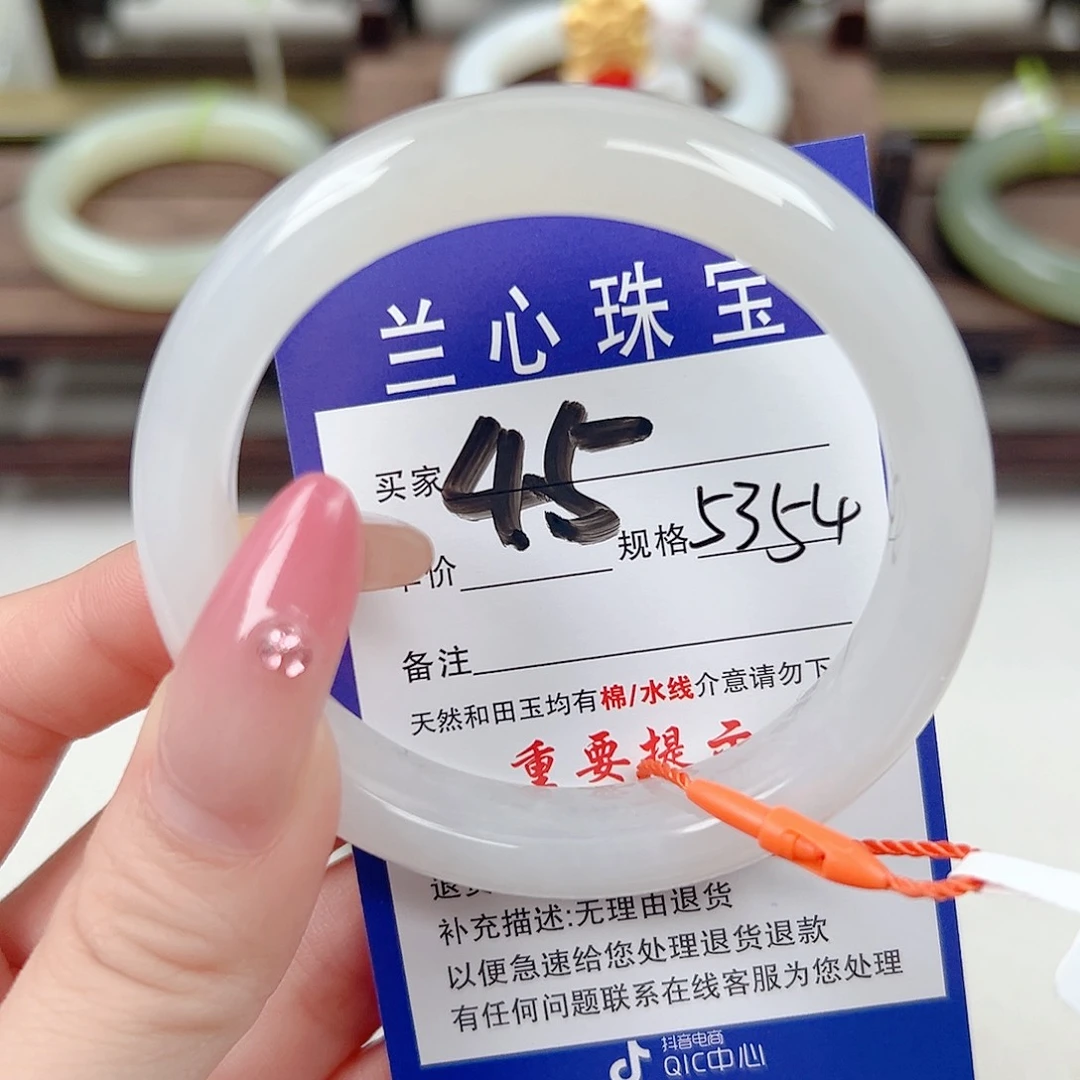 兰心珠宝
买家 45
价 规格 5354
备注
天然和田玉均有棉/水线介意请勿下
重要提示
补充描述:无理由退货
以便急速给您处理退货退款
有任何问题联系在线客服为您处理
抖音电商
QIC中心